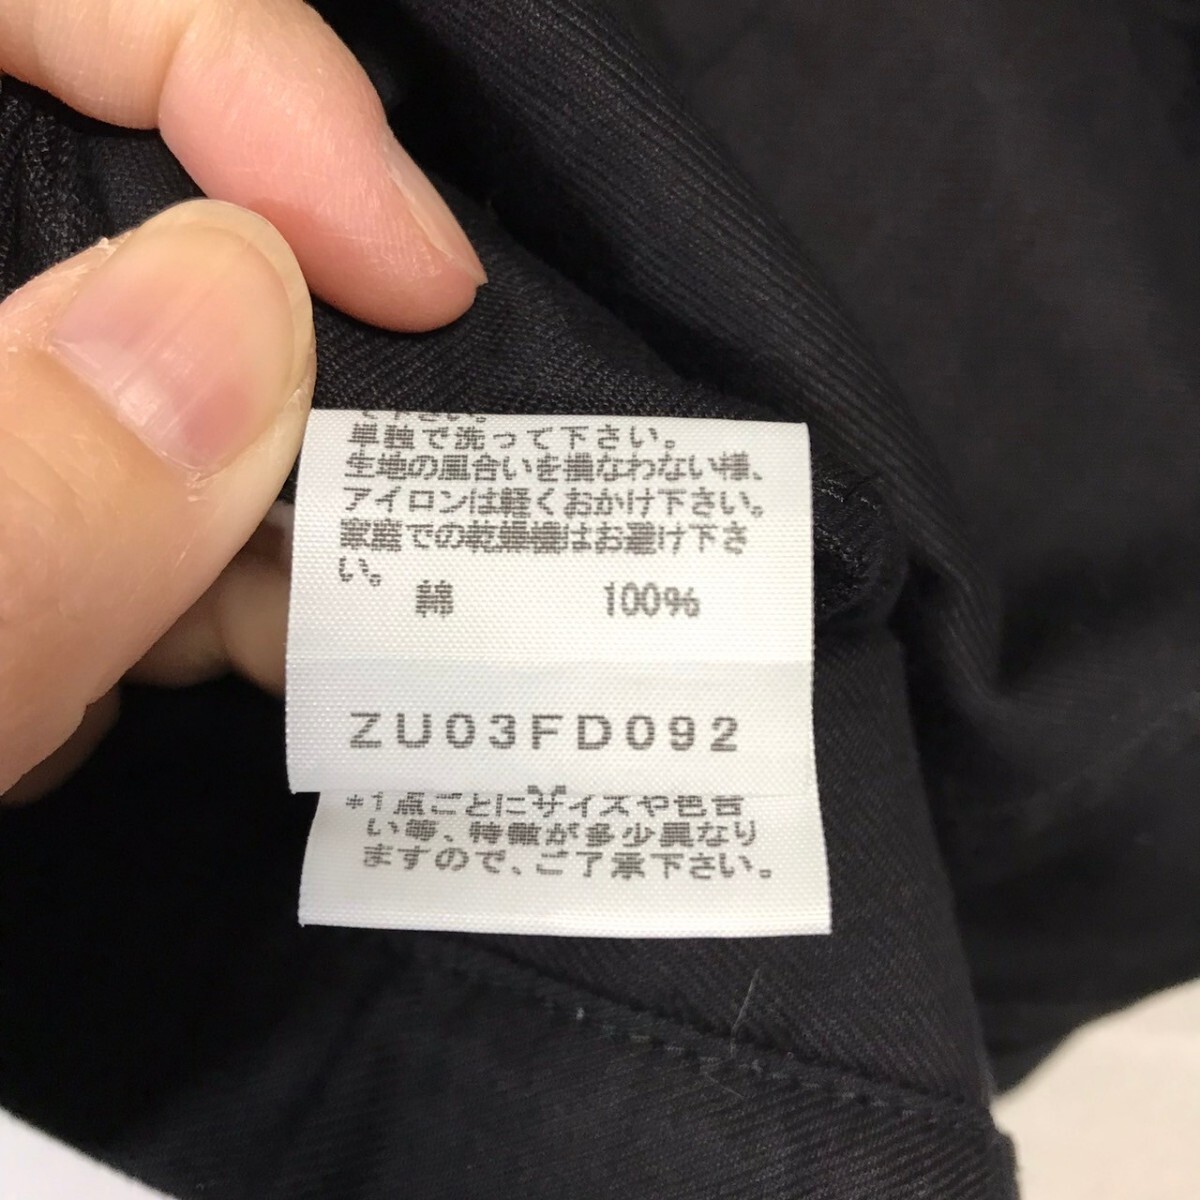 て下さい。
単独で洗って下さい。
生地の風合いを損なわない様、
アイロンは軽くおかけ下さい。
家庭での乾燥機はお避け下さ
い。
綿 100%
ZU03FD092
*1点ごとにサイズや色合
い等、特徴が多少異なり
ますので、ご了承下さい。